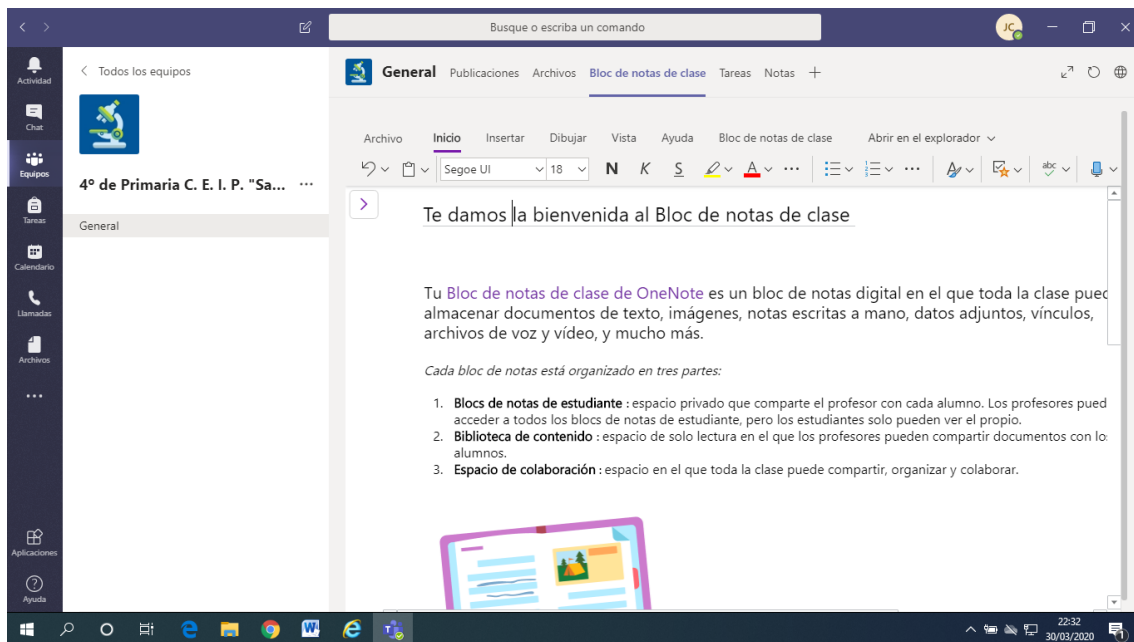 Busque o escriba un comando
JC
Actividad
Chat
Equipos
Tareas
Calendario
Llamadas
Archivos
Aplicaciones
Ayuda
Todos los equipos
4º de Primaria C. E. I. P. "Sa... ...
General
General Publicaciones Archivos Bloc de notas de clase Tareas Notas +
Archivo Inicio Insertar Dibujar Vista Ayuda Bloc de notas de clase Abrir en el explorador
Segoe UI 18 N K S A abc
Te damos la bienvenida al Bloc de notas de clase
Tu Bloc de notas de clase de OneNote es un bloc de notas digital en el que toda la clase pued
almacenar documentos de texto, imágenes, notas escritas a mano, datos adjuntos, vínculos,
archivos de voz y vídeo, y mucho más.
Cada bloc de notas está organizado en tres partes:
1. Blocs de notas de estudiante : espacio privado que comparte el profesor con cada alumno. Los profesores pued
acceder a todos los blocs de notas de estudiante, pero los estudiantes solo pueden ver el propio.
2. Biblioteca de contenido : espacio de solo lectura en el que los profesores pueden compartir documentos con lo
alumnos.
3. Espacio de colaboración : espacio en el que toda la clase puede compartir, organizar y colaborar.
22:32
30/03/2020